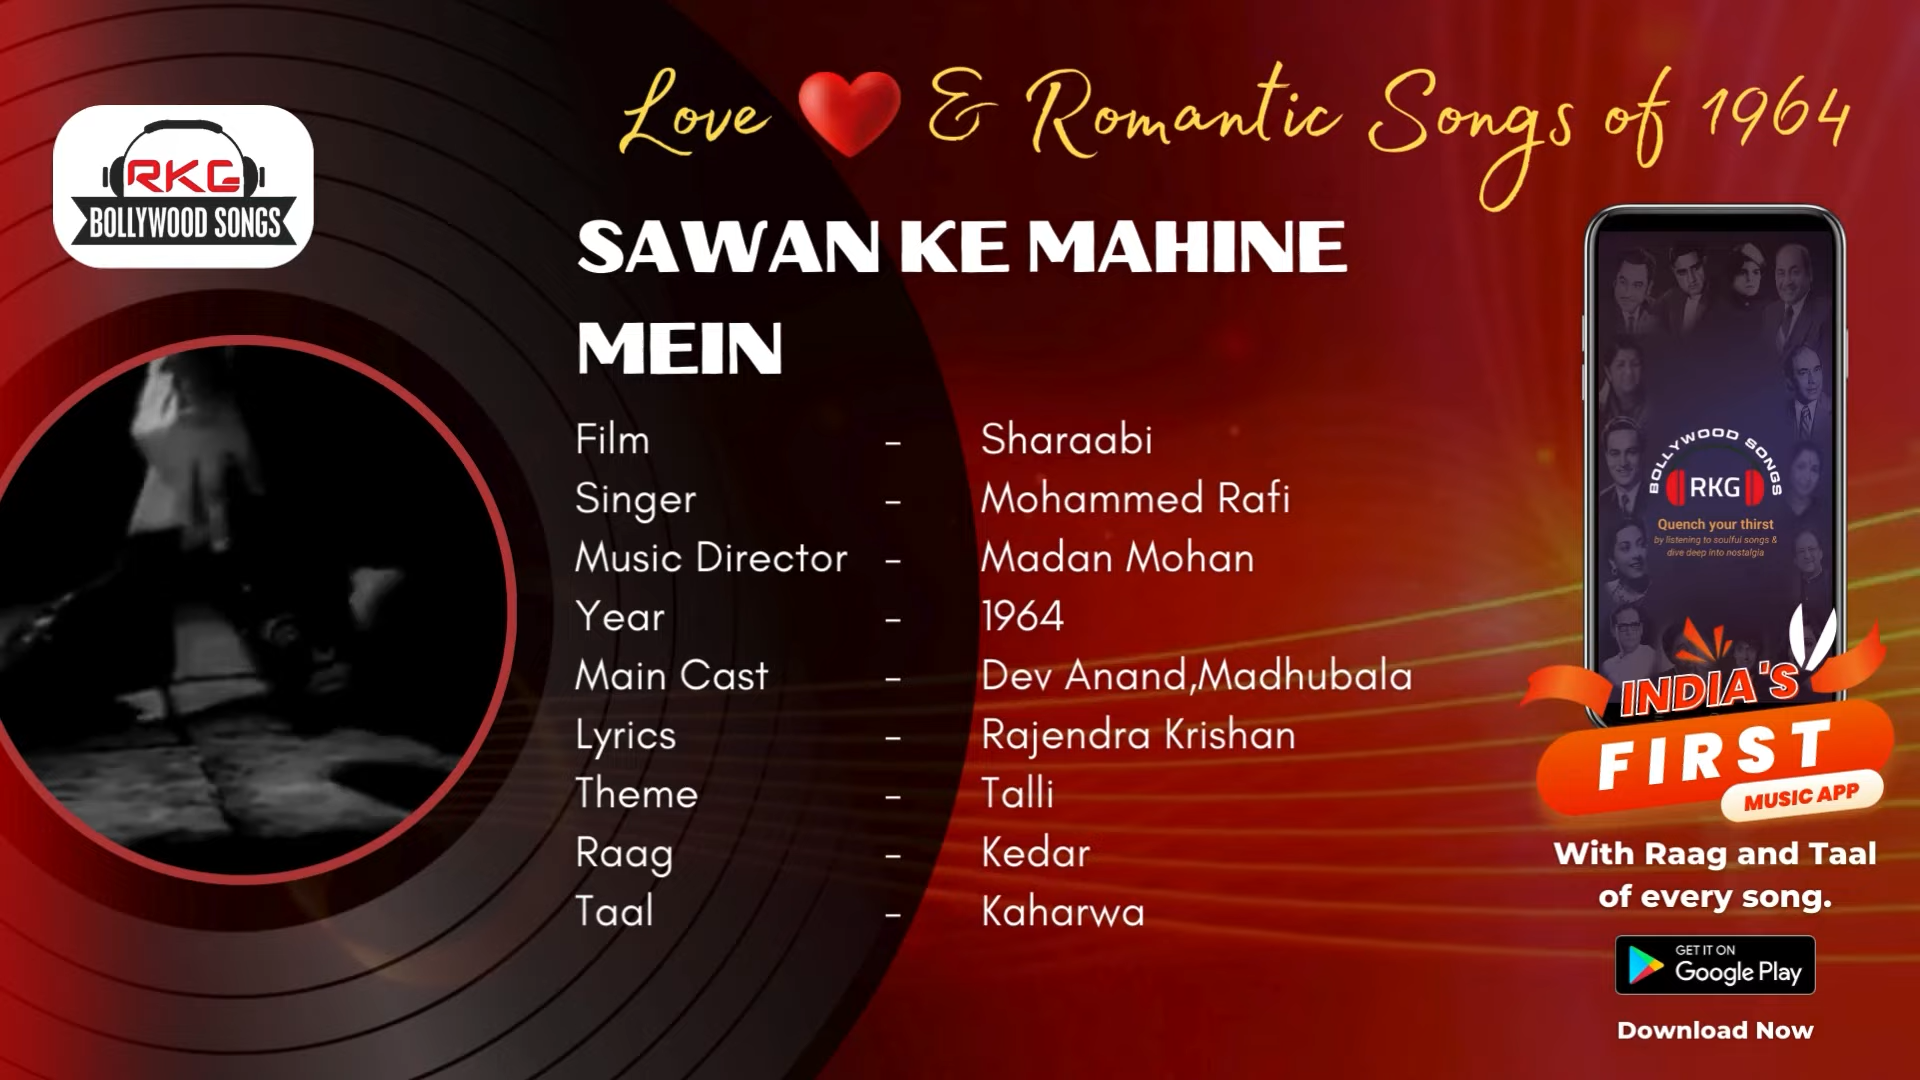 Love ❤ & Romantic Songs of 1964
RKG
BOLLYWOOD SONGS
SAWAN KE MAHINE
MEIN
Film - Sharaabi
Singer - Mohammed Rafi
Music Director - Madan Mohan
Year - 1964
Main Cast - Dev Anand,Madhubala
Lyrics - Rajendra Krishan
Theme - Talli
Raag - Kedar
Taal - Kaharwa
BOLLYWOOD SONGS
RKG
Quench your thirst
by listening to soulful songs &
dive deep into nostalgia
INDIA'S
FIRST
MUSIC APP
With Raag and Taal
of every song.
GET IT ON
Google Play
Download Now